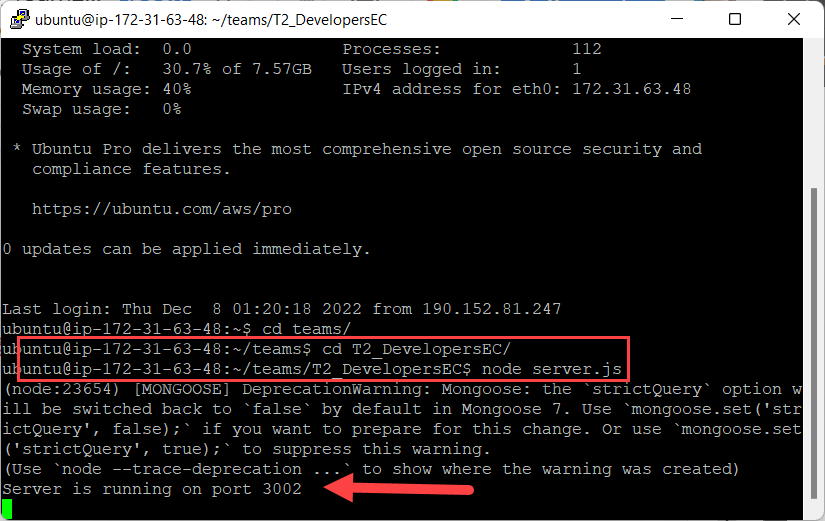 ubuntu@ip-172-31-63-48: ~/teams/T2_DevelopersEC
System load: 0.0 Processes: 112
Usage of /: 30.7% of 7.57GB Users logged in: 1
Memory usage: 40% IPv4 address for eth0: 172.31.63.48
Swap usage: 0%
* Ubuntu Pro delivers the most comprehensive open source security and
compliance features.
https://ubuntu.com/aws/pro
0 updates can be applied immediately.
Last login: Thu Dec  8 01:20:18 2022 from 190.152.81.247
ubuntu@ip-172-31-63-48:~$ cd teams/
ubuntu@ip-172-31-63-48:~/teams$ cd T2_DevelopersEC/
ubuntu@ip-172-31-63-48:~/teams/T2_DevelopersEC$ node server.js
(node:23654) [MONGOOSE] DeprecationWarning: Mongoose: the `strictQuery` option w
ill be switched back to `false` by default in Mongoose 7. Use `mongoose.set('str
ictQuery', false);` if you want to prepare for this change. Or use `mongoose.set
('strictQuery', true);` to suppress this warning.
(Use `node --trace-deprecation ...` to show where the warning was created)
Server is running on port 3002